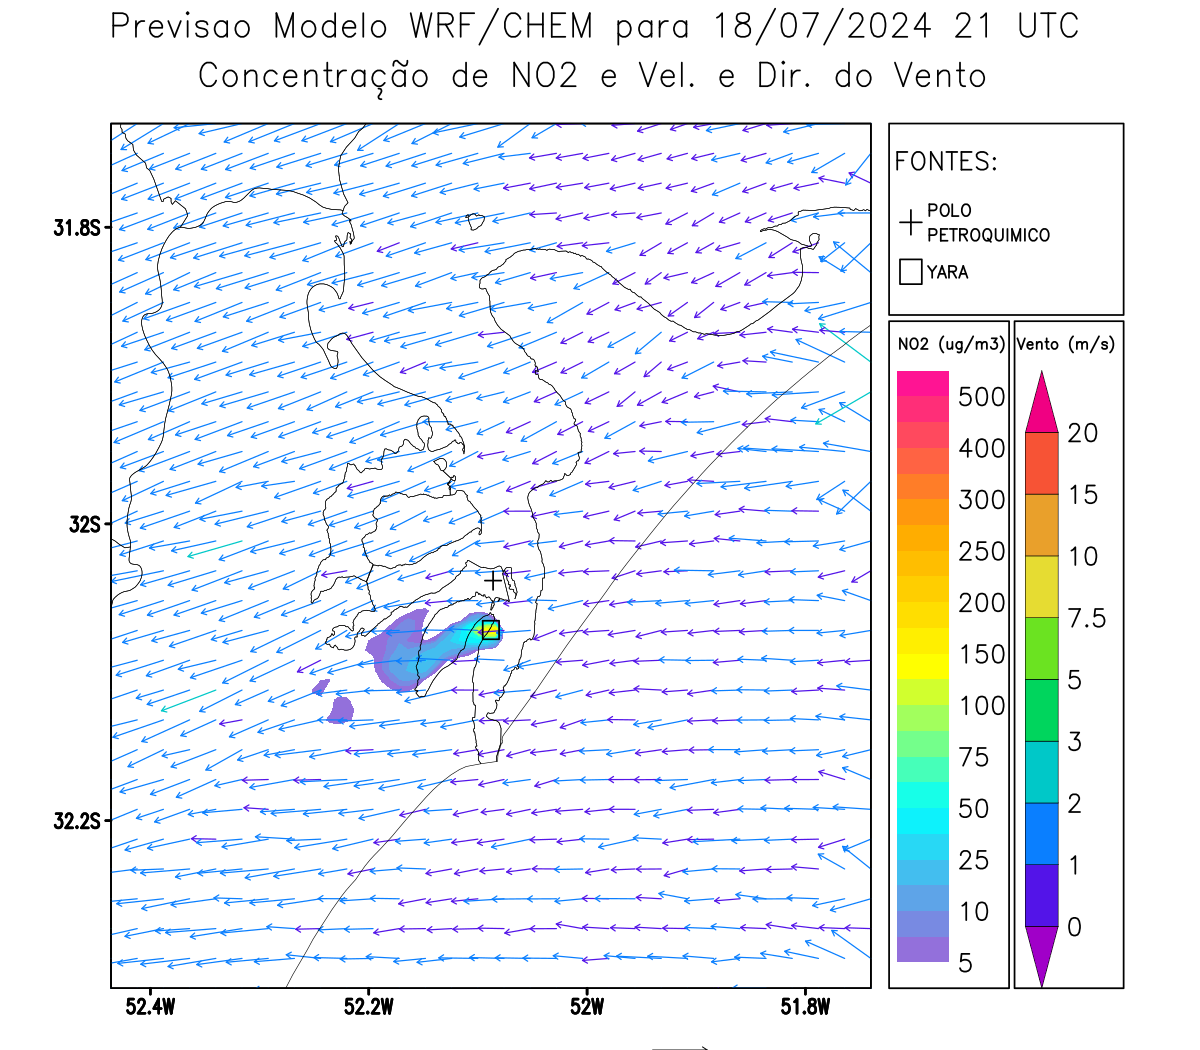 Previsao Modelo WRF/CHEM para 18/07/2024 21 UTC
Concentração de NO2 e Vel. e Dir. do Vento
FONTES:
POLO
PETROQUIMICO
YARA
NO2 (ug/m3)
500
400
300
250
200
150
100
75
50
25
10
5
Vento (m/s)
20
15
10
7.5
5
3
2
1
0
31.8S
32S
32.2S
52.4W
52.2W
52W
51.8W